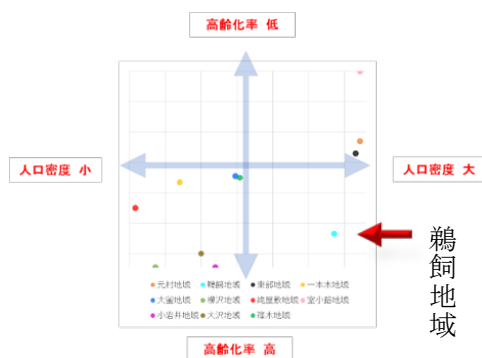 高齢化率 低
人口密度 小
人口密度 大
鵜飼地域
元村地域 鵜飼地域 東部地域 一本木地域
大釜地域 柳沢地域 姥屋敷地域 室小路地域
小岩井地域 大沢地域 篠木地域
高齢化率 高